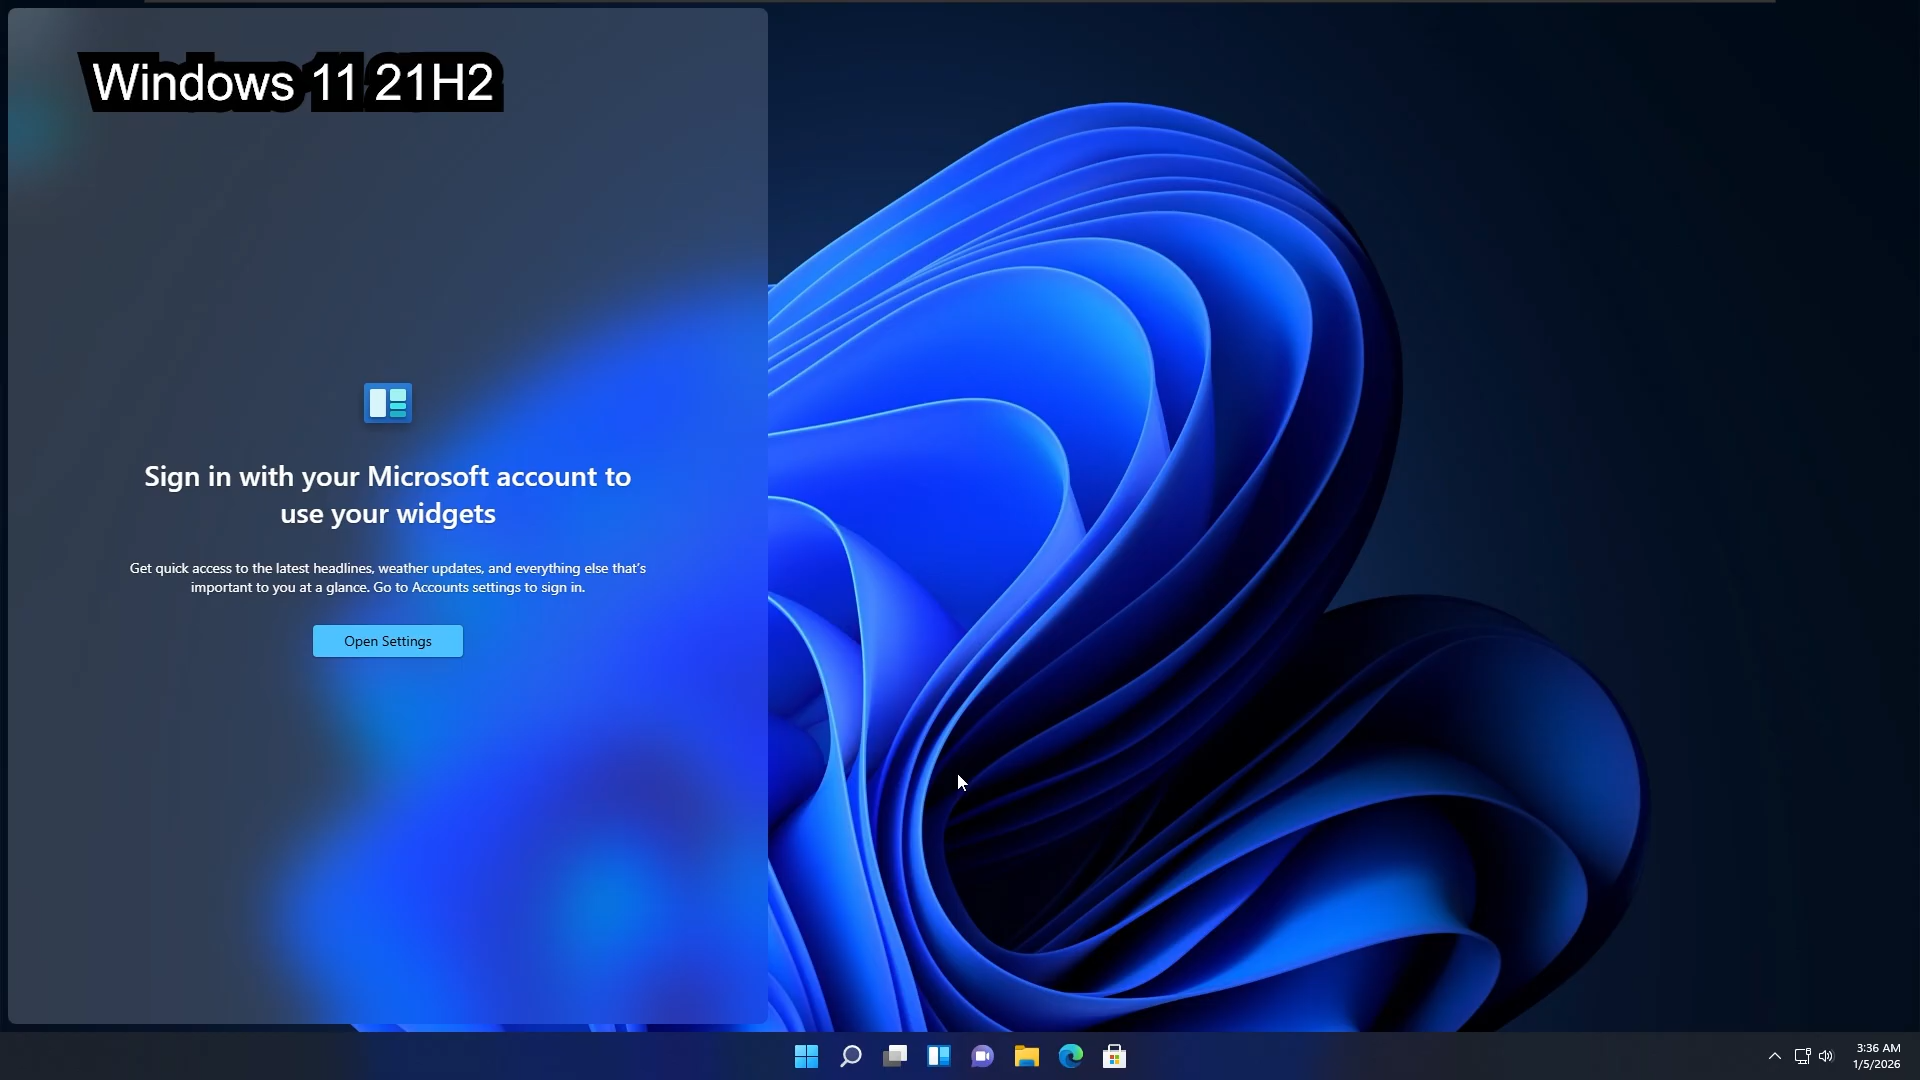 Windows 11 21H2
Sign in with your Microsoft account to
use your widgets
Get quick access to the latest headlines, weather updates, and everything else that's
important to you at a glance. Go to Accounts settings to sign in.
Open Settings
3:36 AM
1/5/2026